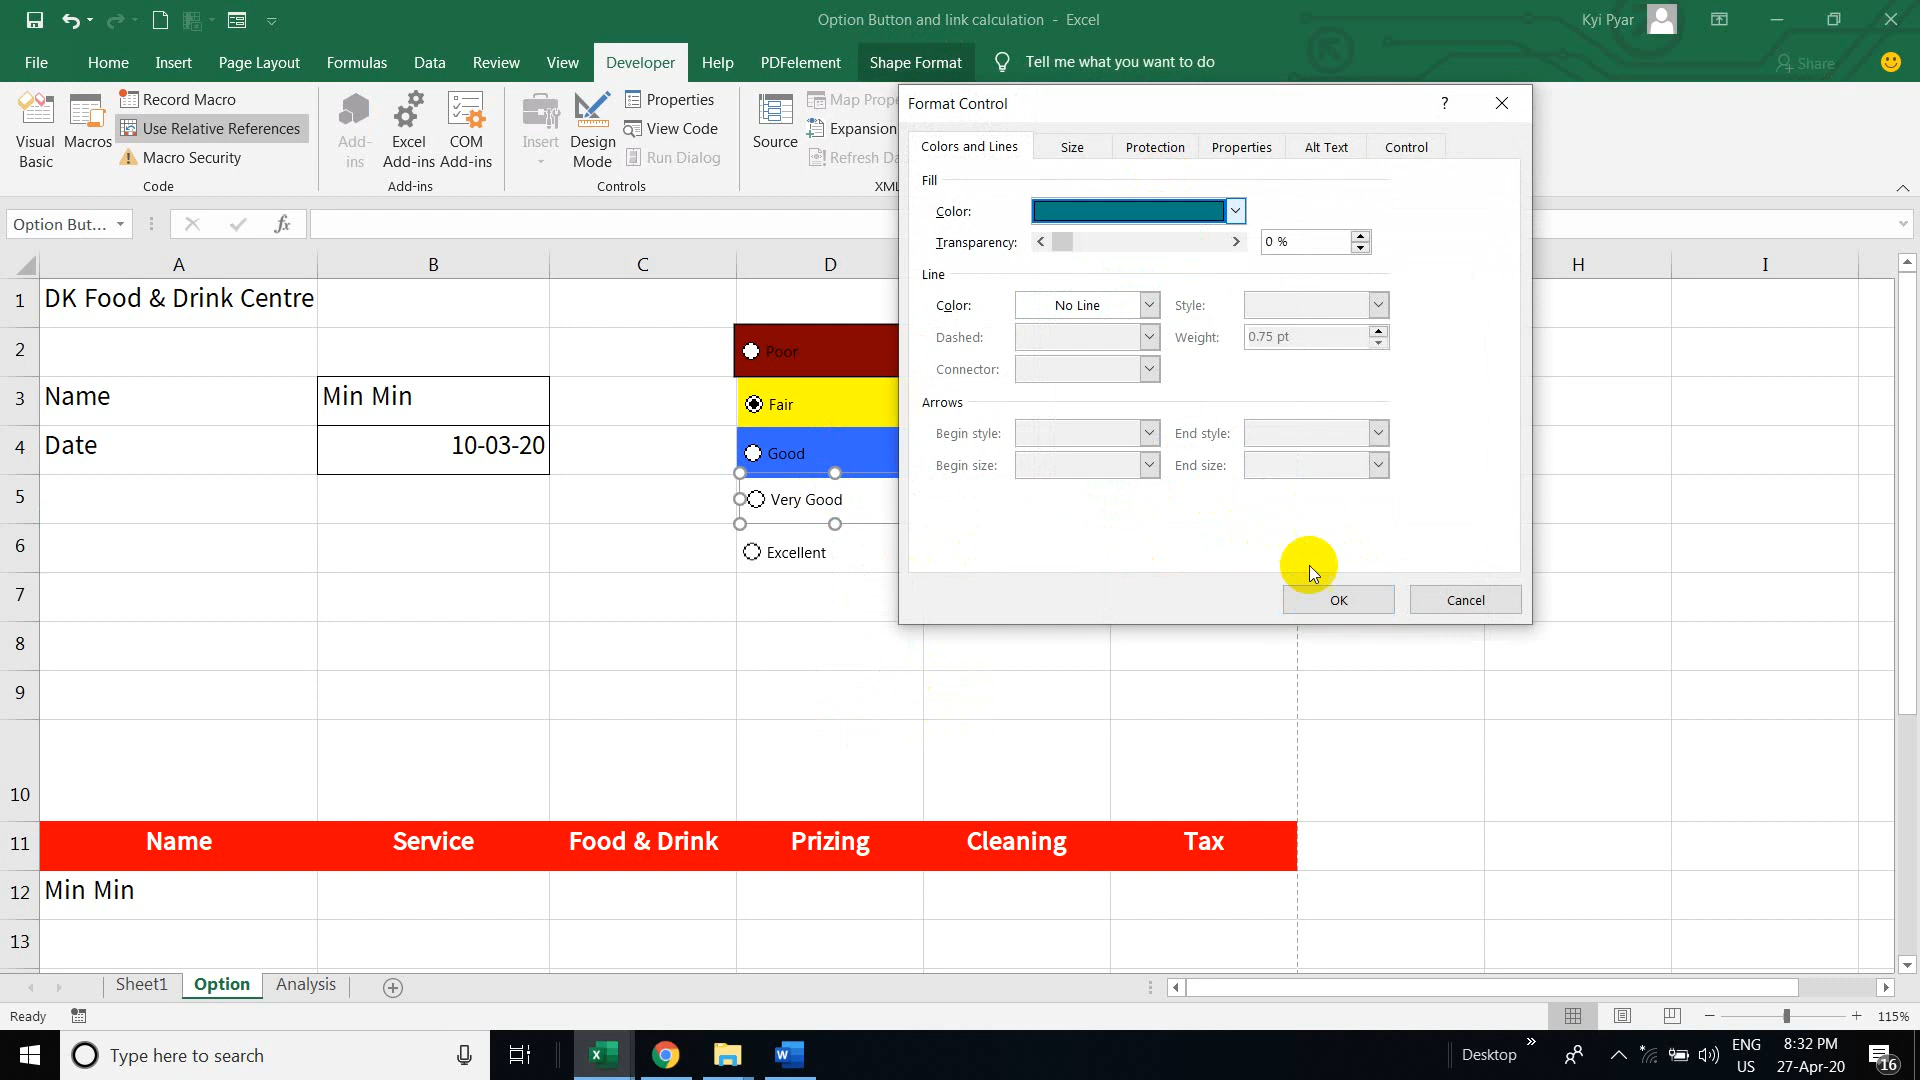 Option Button and link calculation - Excel
Kyi Pyar
File Home Insert Page Layout Formulas Data Review View Developer Help PDFelement Shape Format Tell me what you want to do Share
Visual Basic
Macros
Record Macro
Use Relative References
Macro Security
Code
Add-ins
Excel Add-ins
COM Add-ins
Add-ins
Insert
Design Mode
Properties
View Code
Run Dialog
Controls
Source
Map Prope
Expansion
Refresh Da
XML
Option But...
fx
Format Control
?
Colors and Lines Size Protection Properties Alt Text Control
Fill
Color:
Transparency: 0 %
Line
Color: No Line Style:
Dashed: Weight: 0.75 pt
Connector:
Arrows
Begin style: End style:
Begin size: End size:
OK Cancel
A B C D H I
1 DK Food & Drink Centre
2 Poor
3 Name Min Min Fair
4 Date 10-03-20 Good
5 Very Good
6 Excellent
7
8
9
10
11 Name Service Food & Drink Prizing Cleaning Tax
12 Min Min
13
Sheet1 Option Analysis
Ready
115%
Type here to search
Desktop
ENG
US
8:32 PM
27-Apr-20
16